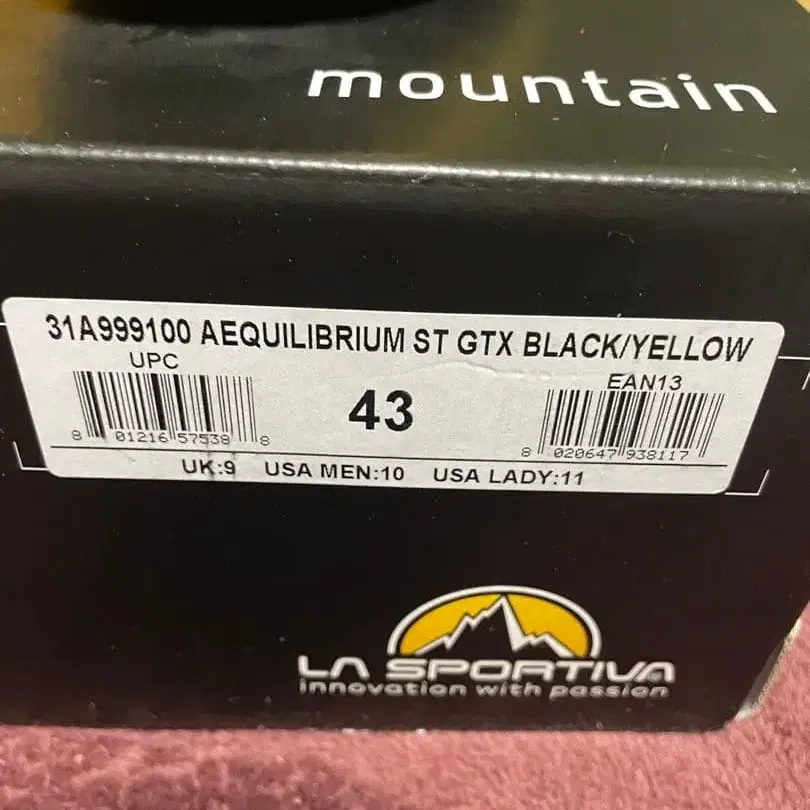 mountain
31A999100 AEQUILIBRIUM ST GTX BLACK/YELLOW
UPC
EAN13
43
8 01216 57538 8
8 020647 938117
UK:9 USA MEN:10 USA LADY:11
LA SPORTIVA
innovation with passion